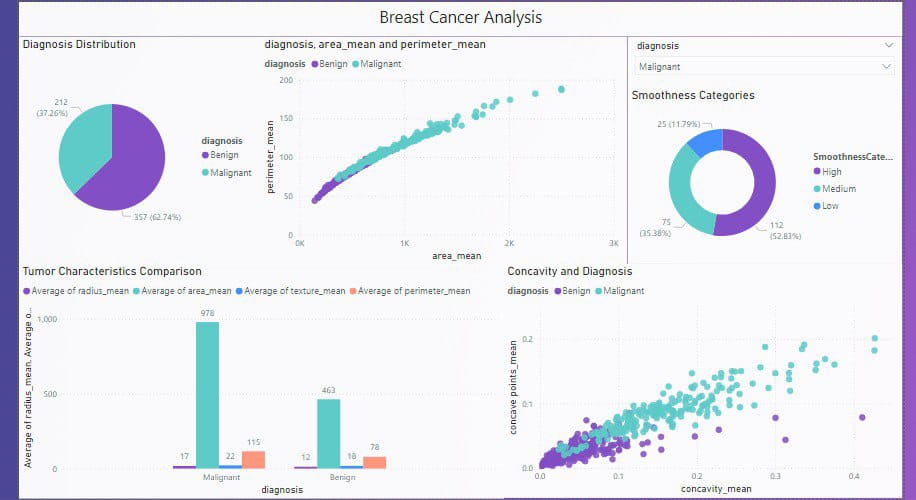 Breast Cancer Analysis
Diagnosis Distribution
212
(37.26%)
357 (62.74%)
diagnosis
Benign
Malignant
diagnosis, area_mean and perimeter_mean
diagnosis Benign Malignant
perimeter_mean
200
150
100
50
0
0K 1K 2K 3K
area_mean
diagnosis
Malignant
Smoothness Categories
25 (11.79%)
75
(35.38%)
112
(52.83%)
SmoothnessCate...
High
Medium
Low
Tumor Characteristics Comparison
Average of radius_mean Average of area_mean Average of texture_mean Average of perimeter_mean
Average of radius_mean, Average o...
1,000
500
0
17 978 22 115
12 463 18 78
Malignant Benign
diagnosis
Concavity and Diagnosis
diagnosis Benign Malignant
concave points_mean
0.2
0.1
0.0
0.0 0.1 0.2 0.3 0.4
concavity_mean